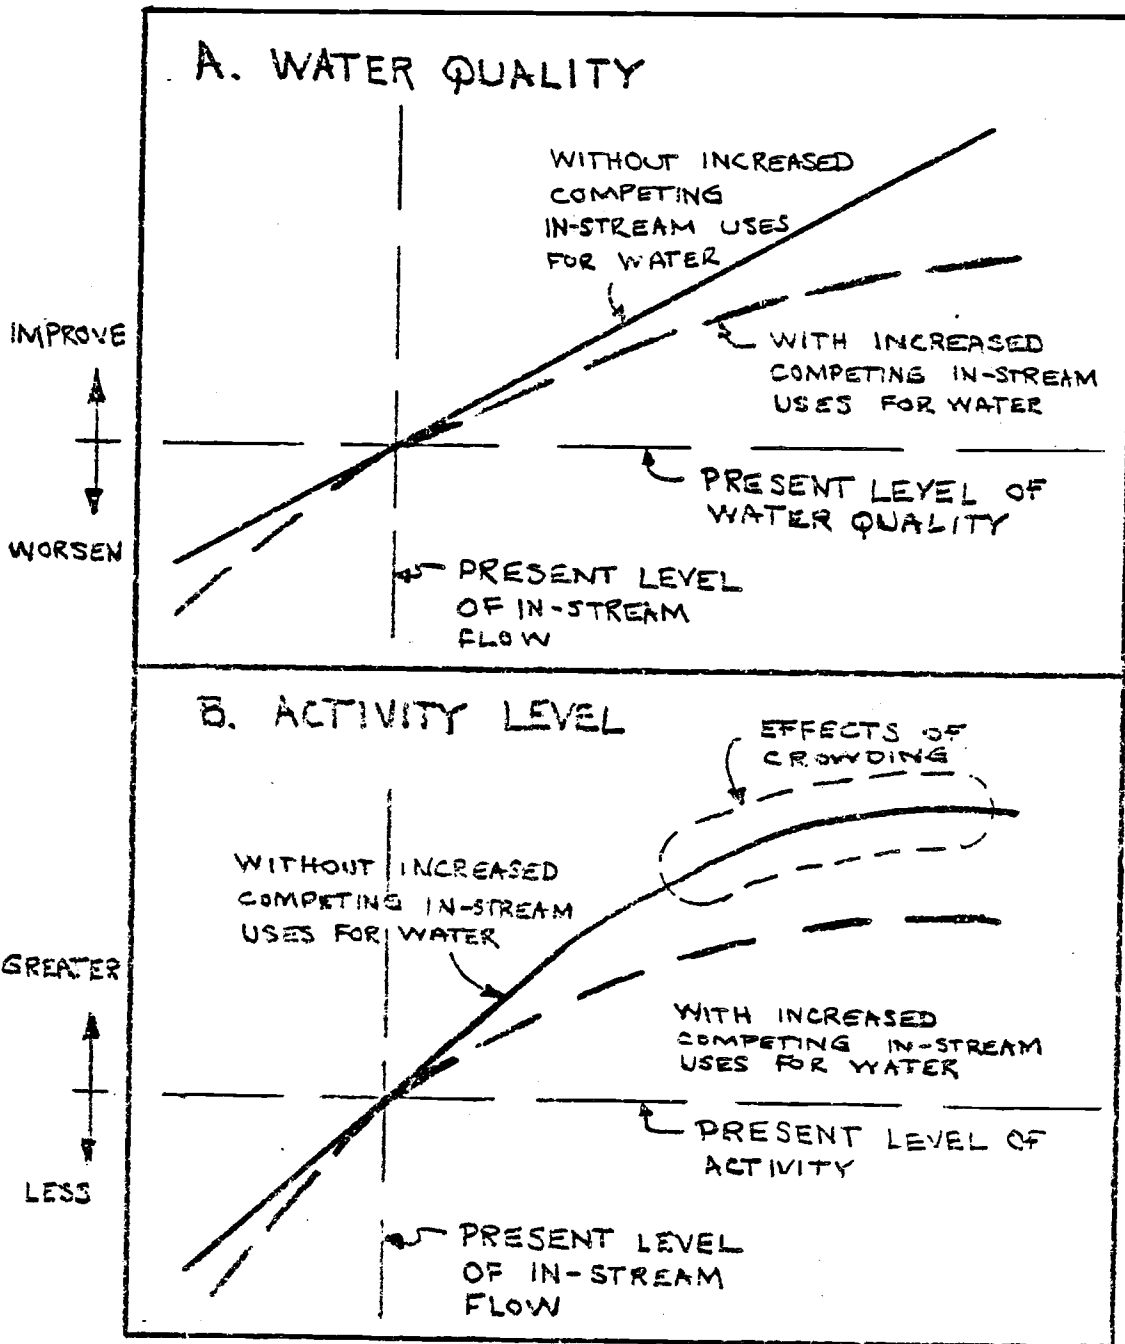 A. WATER QUALITY
WITHOUT INCREASED
COMPETING
IN-STREAM USES
FOR WATER
IMPROVE
WITH INCREASED
COMPETING IN-STREAM
USES FOR WATER
PRESENT LEVEL OF
WATER QUALITY
WORSEN
PRESENT LEVEL
OF IN-STREAM
FLOW
B. ACTIVITY LEVEL
EFFECTS OF
CROWDING
WITHOUT INCREASED
COMPETING IN-STREAM
USES FOR WATER
GREATER
WITH INCREASED
COMPETING IN-STREAM
USES FOR WATER
PRESENT LEVEL OF
ACTIVITY
LESS
PRESENT LEVEL
OF IN-STREAM
FLOW